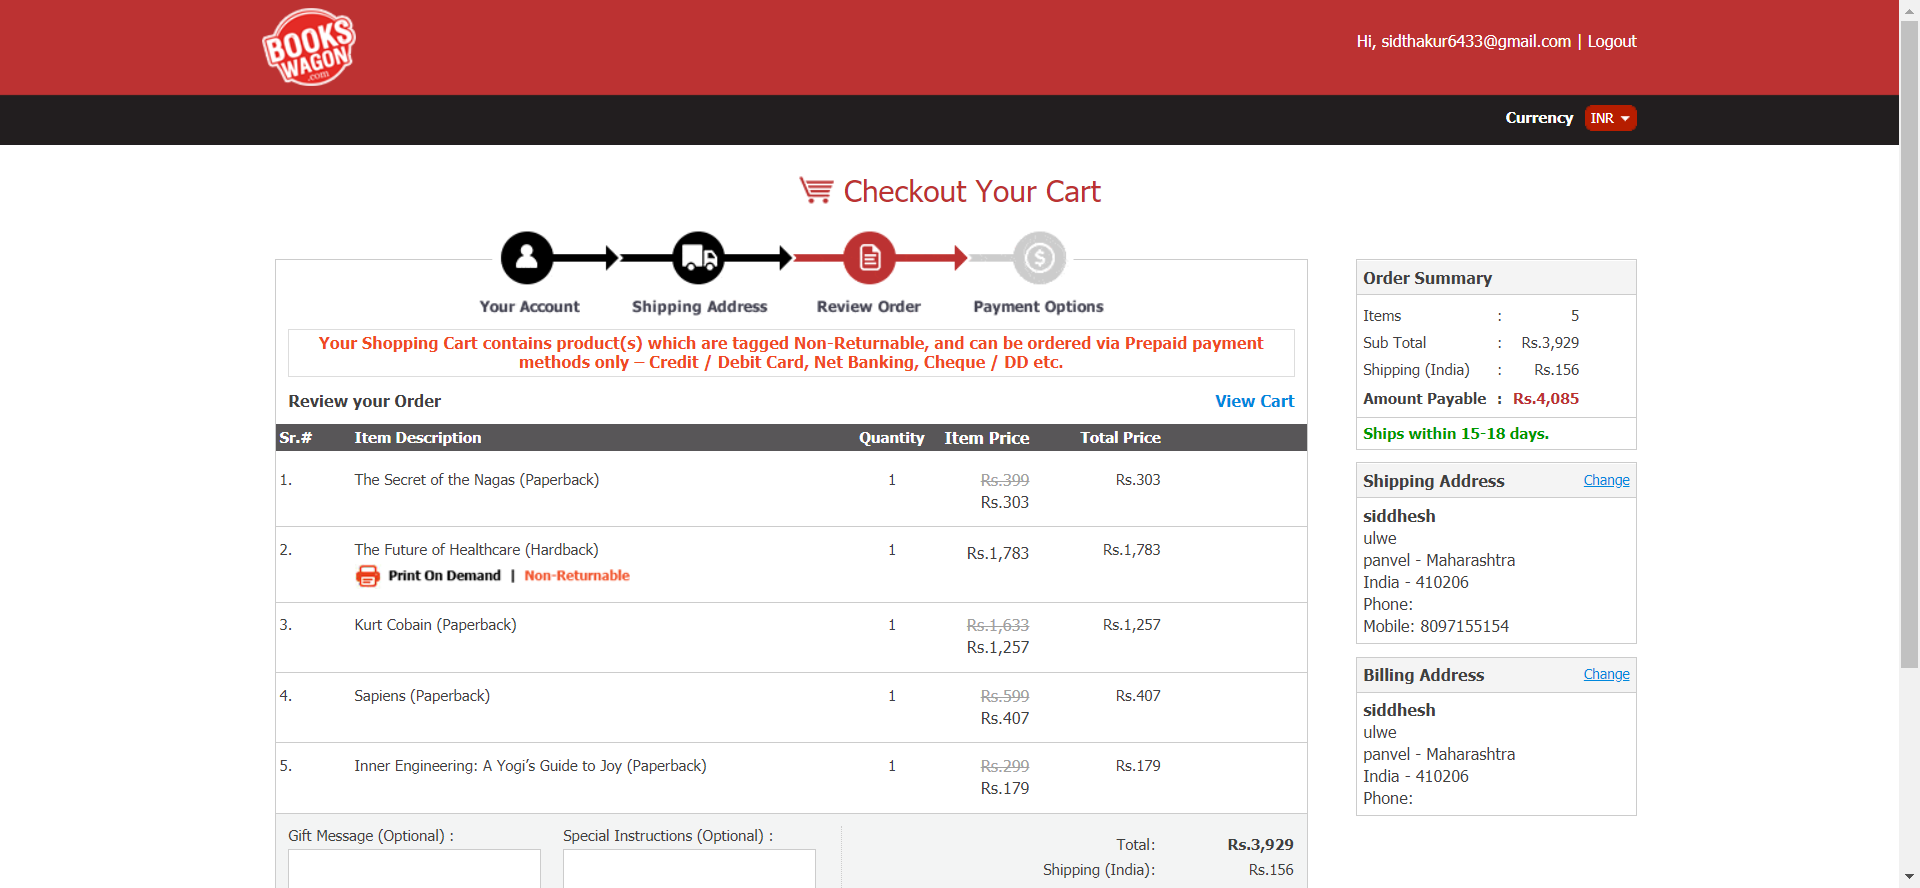 BOOKS
WAGON
.com
Hi, sidthakur6433@gmail.com | Logout
Currency INR
Checkout Your Cart
Your Account Shipping Address Review Order Payment Options
Your Shopping Cart contains product(s) which are tagged Non-Returnable, and can be ordered via Prepaid payment
methods only – Credit / Debit Card, Net Banking, Cheque / DD etc.
Review your Order View Cart
Sr.# Item Description Quantity Item Price Total Price
1. The Secret of the Nagas (Paperback) 1 Rs.399 Rs.303
Rs.303
2. The Future of Healthcare (Hardback) 1 Rs.1,783 Rs.1,783
Print On Demand | Non-Returnable
3. Kurt Cobain (Paperback) 1 Rs.1,633 Rs.1,257
Rs.1,257
4. Sapiens (Paperback) 1 Rs.599 Rs.407
Rs.407
5. Inner Engineering: A Yogi’s Guide to Joy (Paperback) 1 Rs.299 Rs.179
Rs.179
Gift Message (Optional) : Special Instructions (Optional) :
Total: Rs.3,929
Shipping (India): Rs.156
Order Summary
Items : 5
Sub Total : Rs.3,929
Shipping (India) : Rs.156
Amount Payable : Rs.4,085
Ships within 15-18 days.
Shipping Address Change
siddhesh
ulwe
panvel - Maharashtra
India - 410206
Phone:
Mobile: 8097155154
Billing Address Change
siddhesh
ulwe
panvel - Maharashtra
India - 410206
Phone: